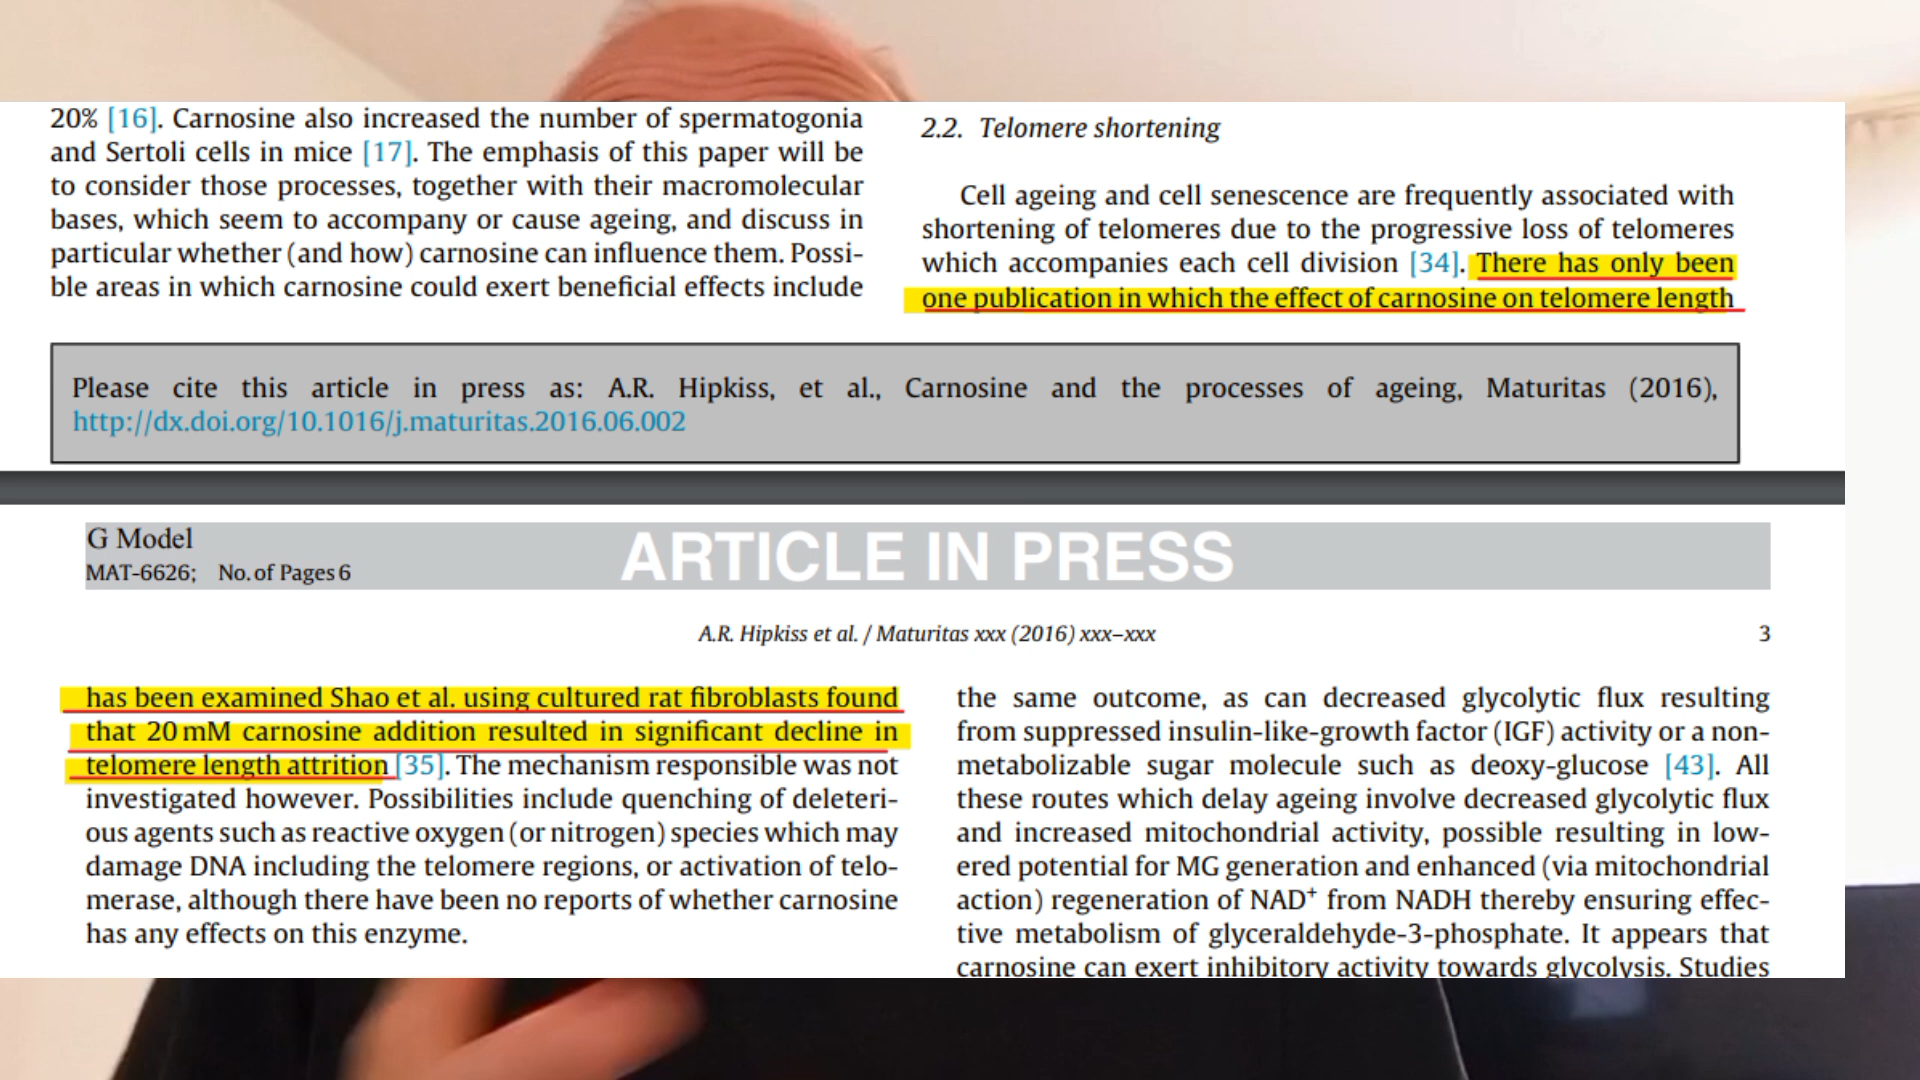 20% [16]. Carnosine also increased the number of spermatogonia
and Sertoli cells in mice [17]. The emphasis of this paper will be
to consider those processes, together with their macromolecular
bases, which seem to accompany or cause ageing, and discuss in
particular whether (and how) carnosine can influence them. Possi-
ble areas in which carnosine could exert beneficial effects include
2.2. Telomere shortening
Cell ageing and cell senescence are frequently associated with
shortening of telomeres due to the progressive loss of telomeres
which accompanies each cell division [34]. There has only been
one publication in which the effect of carnosine on telomere length
Please cite this article in press as: A.R. Hipkiss, et al., Carnosine and the processes of ageing, Maturitas (2016),
http://dx.doi.org/10.1016/j.maturitas.2016.06.002
G Model
MAT-6626; No. of Pages 6
ARTICLE IN PRESS
A.R. Hipkiss et al. / Maturitas xxx (2016) xxx–xxx
3
has been examined Shao et al. using cultured rat fibroblasts found
that 20 mM carnosine addition resulted in significant decline in
telomere length attrition [35]. The mechanism responsible was not
investigated however. Possibilities include quenching of deleteri-
ous agents such as reactive oxygen (or nitrogen) species which may
damage DNA including the telomere regions, or activation of telo-
merase, although there have been no reports of whether carnosine
has any effects on this enzyme.
the same outcome, as can decreased glycolytic flux resulting
from suppressed insulin-like-growth factor (IGF) activity or a non-
metabolizable sugar molecule such as deoxy-glucose [43]. All
these routes which delay ageing involve decreased glycolytic flux
and increased mitochondrial activity, possible resulting in low-
ered potential for MG generation and enhanced (via mitochondrial
action) regeneration of NAD⁺ from NADH thereby ensuring effec-
tive metabolism of glyceraldehyde-3-phosphate. It appears that
carnosine can exert inhibitory activity towards glycolysis. Studies